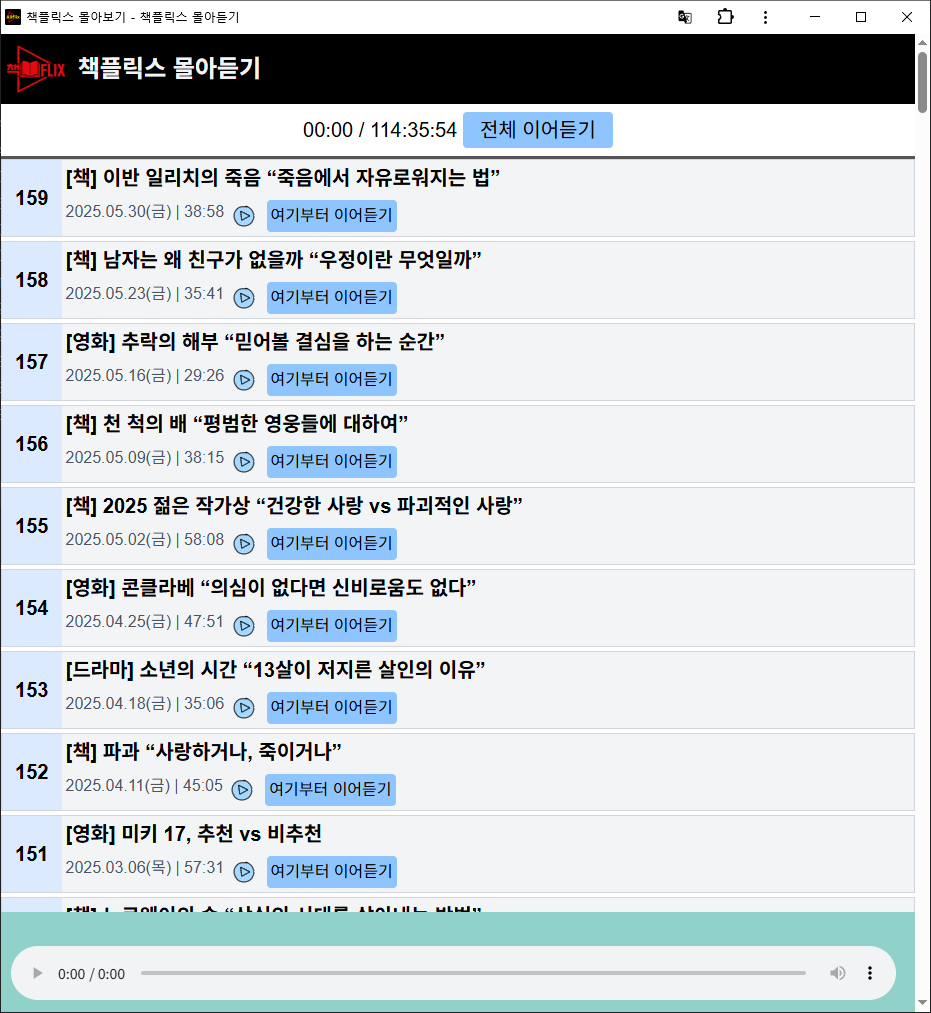 책플릭스 몰아보기 - 책플릭스 몰아듣기
책FLIX 책플릭스 몰아듣기
00:00 / 114:35:54 전체 이어듣기
159
[책] 이반 일리치의 죽음 “죽음에서 자유로워지는 법”
2025.05.30(금) | 38:58 여기부터 이어듣기
158
[책] 남자는 왜 친구가 없을까 “우정이란 무엇일까”
2025.05.23(금) | 35:41 여기부터 이어듣기
157
[영화] 추락의 해부 “믿어볼 결심을 하는 순간”
2025.05.16(금) | 29:26 여기부터 이어듣기
156
[책] 천 척의 배 “평범한 영웅들에 대하여”
2025.05.09(금) | 38:15 여기부터 이어듣기
155
[책] 2025 젊은 작가상 “건강한 사랑 vs 파괴적인 사랑”
2025.05.02(금) | 58:08 여기부터 이어듣기
154
[영화] 콘클라베 “의심이 없다면 신비로움도 없다”
2025.04.25(금) | 47:51 여기부터 이어듣기
153
[드라마] 소년의 시간 “13살이 저지른 살인의 이유”
2025.04.18(금) | 35:06 여기부터 이어듣기
152
[책] 파과 “사랑하거나, 죽이거나”
2025.04.11(금) | 45:05 여기부터 이어듣기
151
[영화] 미키 17, 추천 vs 비추천
2025.03.06(목) | 57:31 여기부터 이어듣기
0:00 / 0:00